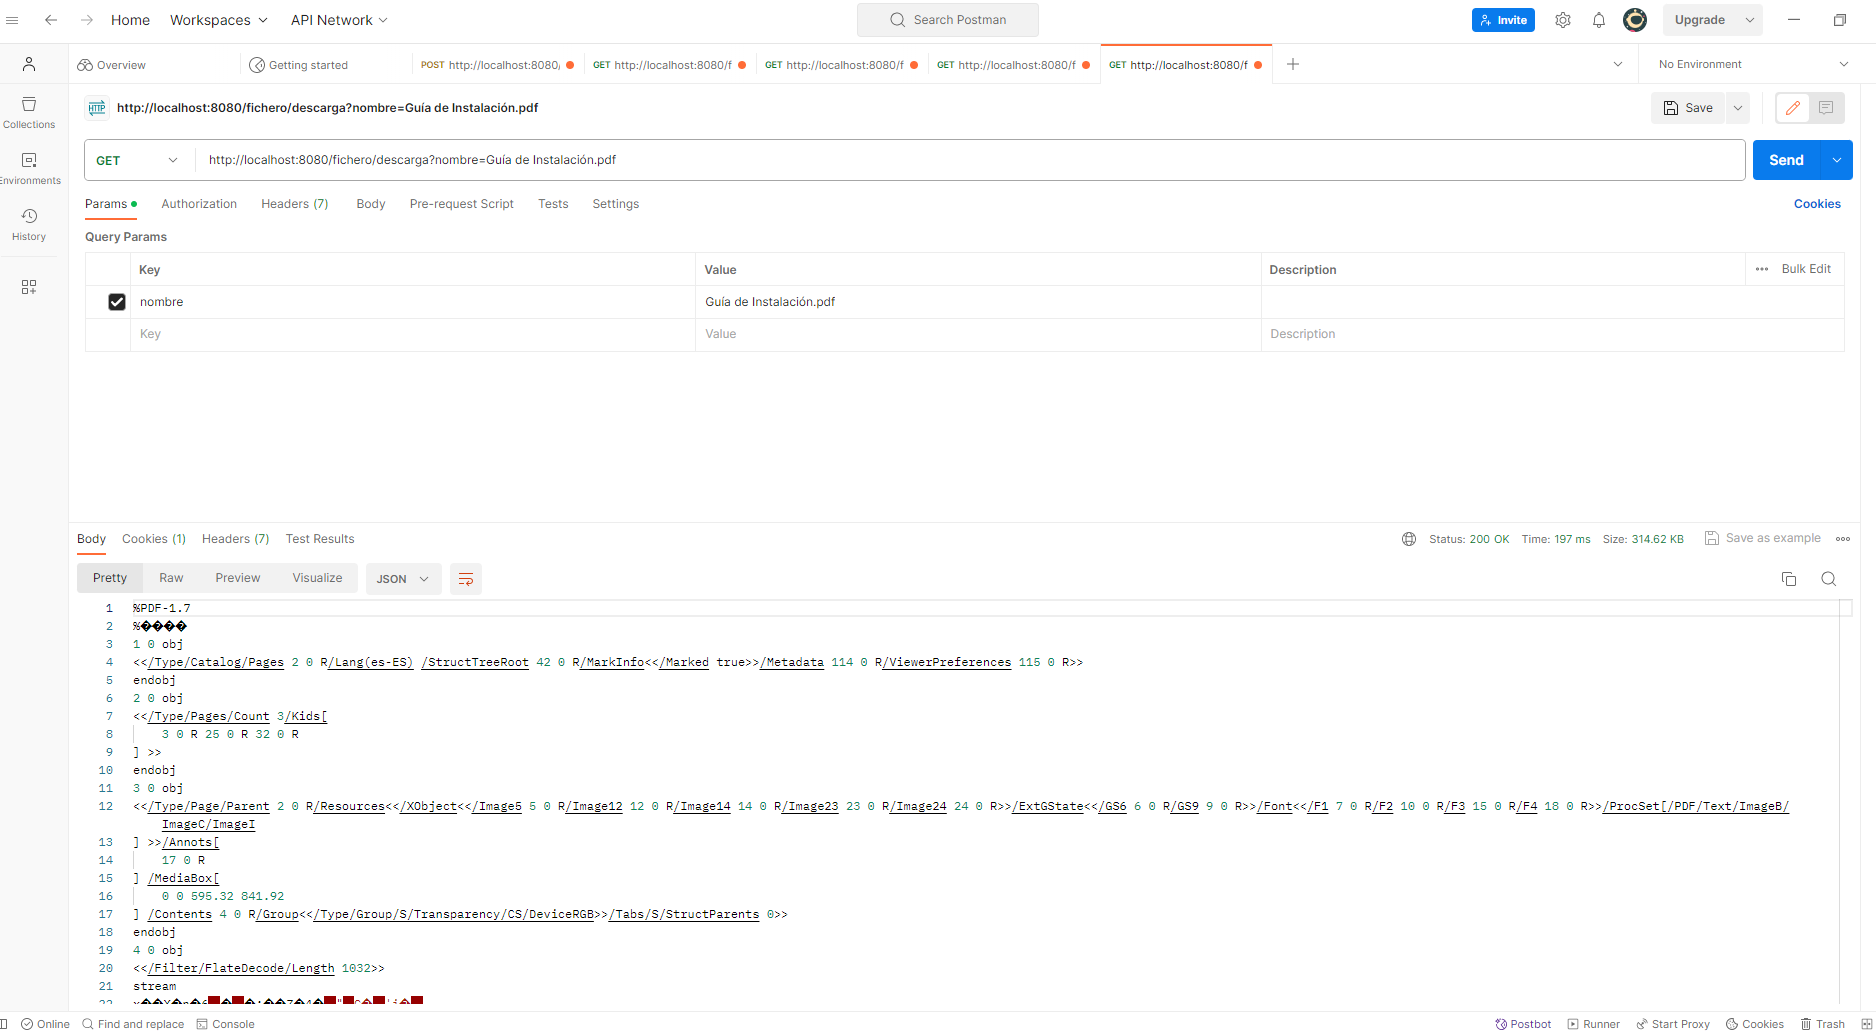 Home Workspaces API Network Search Postman Invite Upgrade
Overview Getting started POST http://localhost:8080/ GET http://localhost:8080/f GET http://localhost:8080/f GET http://localhost:8080/f GET http://localhost:8080/f No Environment
HTTP http://localhost:8080/fichero/descarga?nombre=Guía de Instalación.pdf Save
Collections
GET http://localhost:8080/fichero/descarga?nombre=Guía de Instalación.pdf Send
Environments
Params Authorization Headers (7) Body Pre-request Script Tests Settings Cookies
History
Query Params
Key Value Description Bulk Edit
nombre Guía de Instalación.pdf
Key Value Description
Body Cookies (1) Headers (7) Test Results Status: 200 OK Time: 197 ms Size: 314.62 KB Save as example
Pretty Raw Preview Visualize JSON
1 %PDF-1.7
2 %����
3 1 0 obj
4 <</Type/Catalog/Pages 2 0 R/Lang(es-ES) /StructTreeRoot 42 0 R/MarkInfo<</Marked true>>/Metadata 114 0 R/ViewerPreferences 115 0 R>>
5 endobj
6 2 0 obj
7 <</Type/Pages/Count 3/Kids[
8 3 0 R 25 0 R 32 0 R
9 ] >>
10 endobj
11 3 0 obj
12 <</Type/Page/Parent 2 0 R/Resources<</XObject<</Image5 5 0 R/Image12 12 0 R/Image14 14 0 R/Image23 23 0 R/Image24 24 0 R>>/ExtGState<</GS6 6 0 R/GS9 9 0 R>>/Font<</F1 7 0 R/F2 10 0 R/F3 15 0 R/F4 18 0 R>>/ProcSet[/PDF/Text/ImageB/
ImageC/ImageI
13 ] >>/Annots[
14 17 0 R
15 ] /MediaBox[
16 0 0 595.32 841.92
17 ] /Contents 4 0 R/Group<</Type/Group/S/Transparency/CS/DeviceRGB>>/Tabs/S/StructParents 0>>
18 endobj
19 4 0 obj
20 <</Filter/FlateDecode/Length 1032>>
21 stream
22
Online Find and replace Console Postbot Runner Start Proxy Cookies Trash